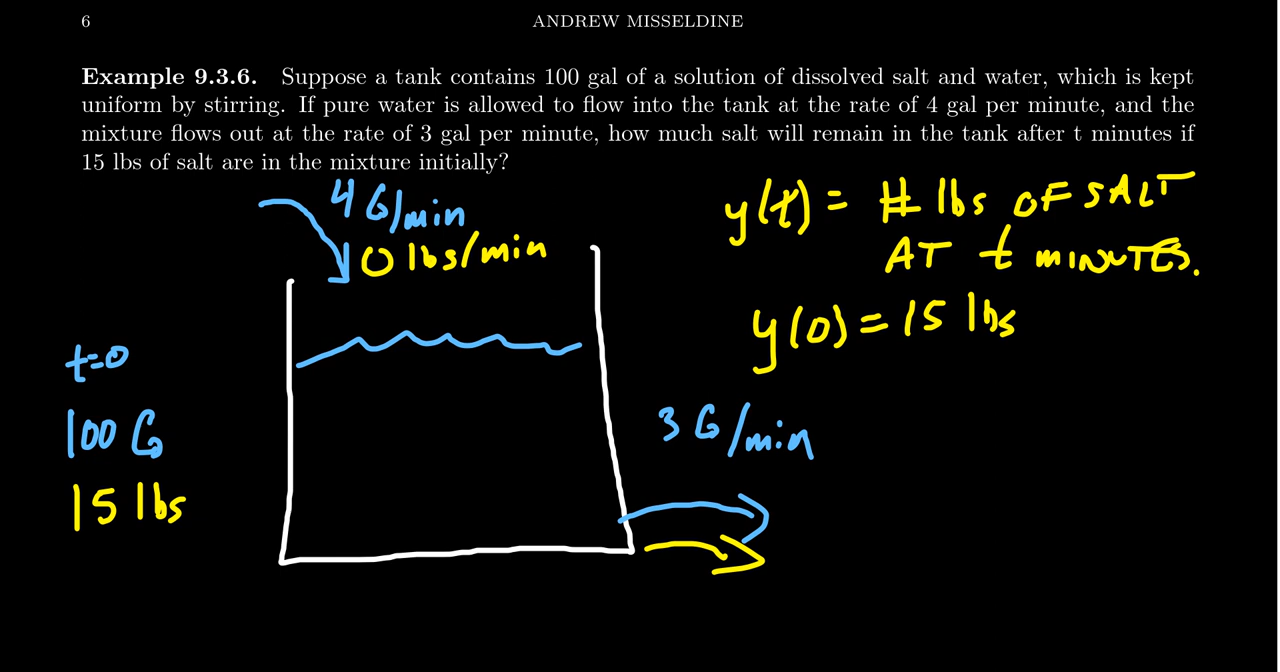 6 ANDREW MISSELDINE
Example 9.3.6. Suppose a tank contains 100 gal of a solution of dissolved salt and water, which is kept
uniform by stirring. If pure water is allowed to flow into the tank at the rate of 4 gal per minute, and the
mixture flows out at the rate of 3 gal per minute, how much salt will remain in the tank after t minutes if
15 lbs of salt are in the mixture initially?
4 G/min
0 lbs/min
y(t) = # lbs OF SALT
AT t MINUTES.
y(0) = 15 lbs
t=0
100 G
15 lbs
3 G/min